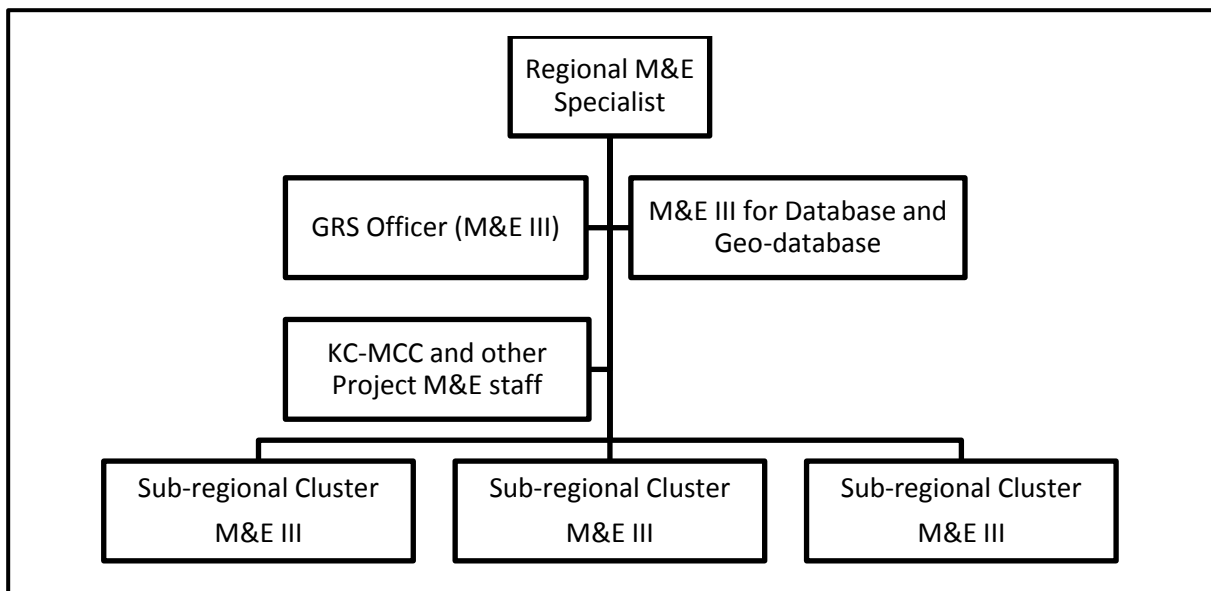 Regional M&E
Specialist
GRS Officer (M&E III)
M&E III for Database and
Geo-database
KC-MCC and other
Project M&E staff
Sub-regional Cluster
M&E III
Sub-regional Cluster
M&E III
Sub-regional Cluster
M&E III